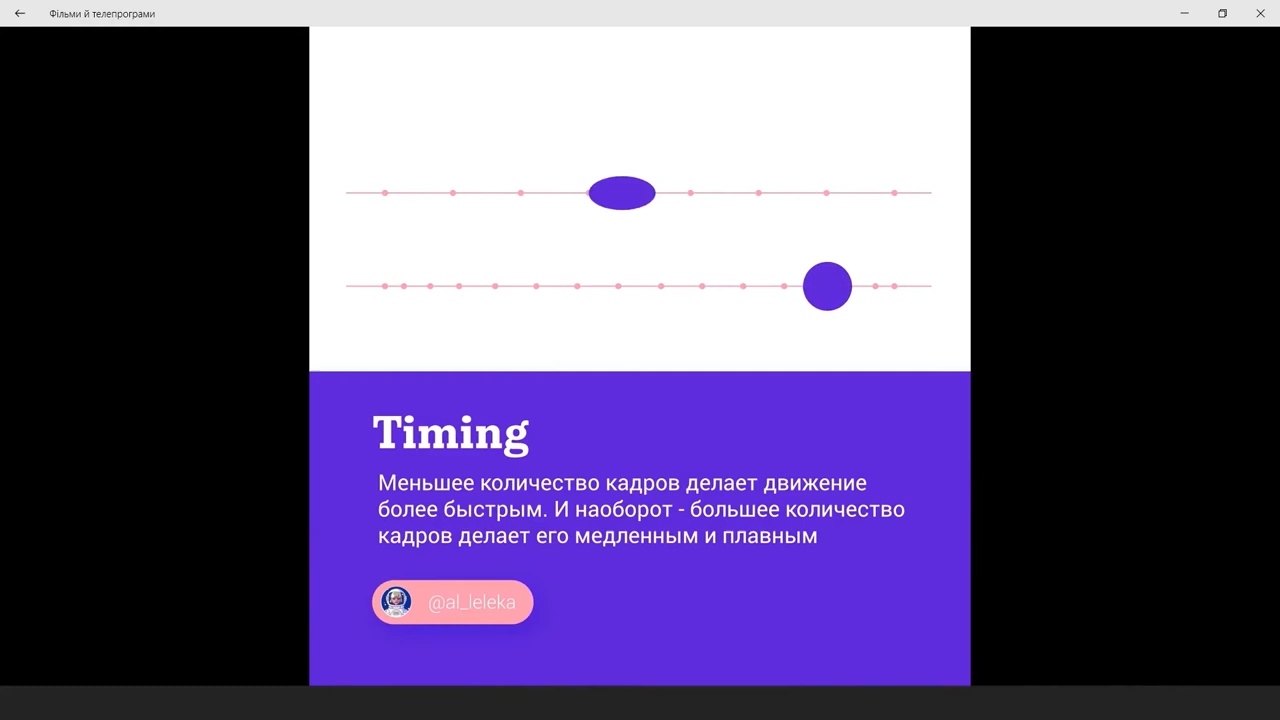 Фільми й телепрограми
Timing
Меньшее количество кадров делает движение
более быстрым. И наоборот - большее количество
кадров делает его медленным и плавным
@al_leleka